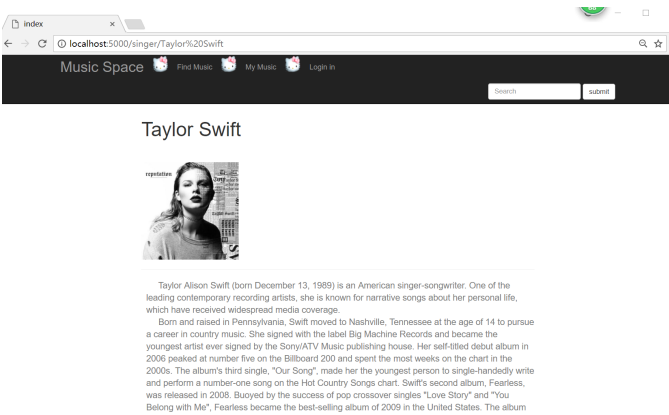 index
localhost:5000/singer/Taylor%20Swift
Music Space Find Music My Music Login in
Search submit
Taylor Swift
reputation
Taylor Alison Swift (born December 13, 1989) is an American singer-songwriter. One of the
leading contemporary recording artists, she is known for narrative songs about her personal life,
which have received widespread media coverage.
Born and raised in Pennsylvania, Swift moved to Nashville, Tennessee at the age of 14 to pursue
a career in country music. She signed with the label Big Machine Records and became the
youngest artist ever signed by the Sony/ATV Music publishing house. Her self-titled debut album in
2006 peaked at number five on the Billboard 200 and spent the most weeks on the chart in the
2000s. The album's third single, "Our Song", made her the youngest person to single-handedly write
and perform a number-one song on the Hot Country Songs chart. Swift's second album, Fearless,
was released in 2008. Buoyed by the success of pop crossover singles "Love Story" and "You
Belong with Me", Fearless became the best-selling album of 2009 in the United States. The album